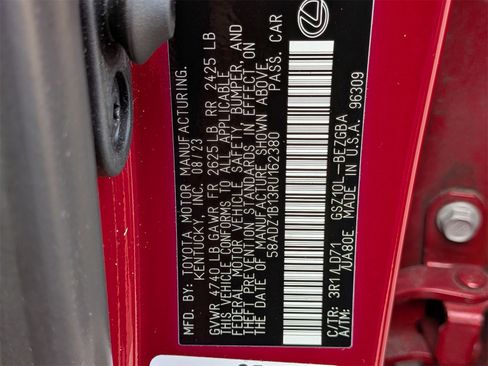 MFD. BY: TOYOTA MOTOR MANUFACTURING.
KENTUCKY, INC. 08/23
GVWR 4740 LB GAWR FR 2625 LB RR 2425 LB
THIS VEHICLE CONFORMS TO ALL APPLICABLE
FEDERAL MOTOR VEHICLE SAFETY, BUMPER, AND
THEFT PREVENTION STANDARDS IN EFFECT ON
THE DATE OF MANUFACTURE SHOWN ABOVE.
58ADZ1B13RU162380 PASS. CAR
C/TR: 3R1 /LD71 GSZ10L-BEZGBA
A/TM: /UA80E MADE IN U.S.A. 96309